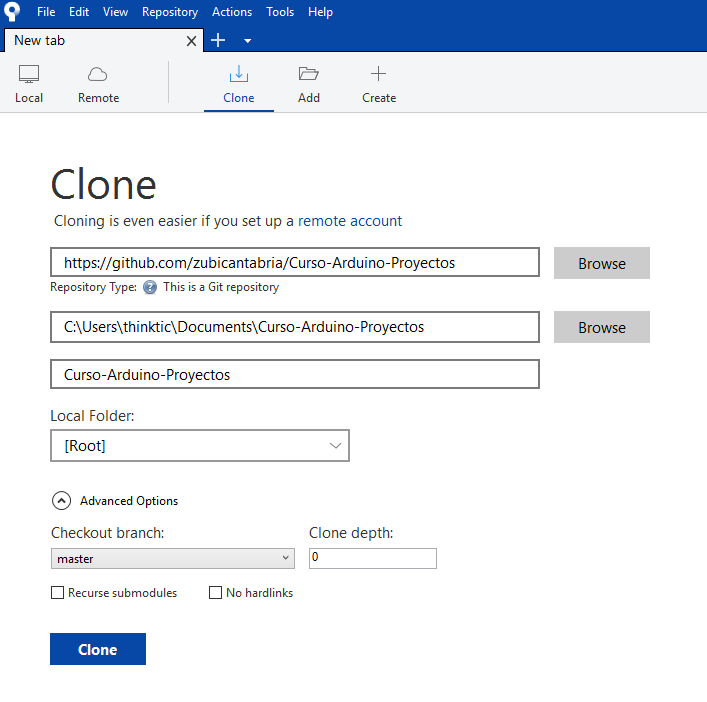 File Edit View Repository Actions Tools Help
New tab
Local Remote Clone Add Create
Clone
Cloning is even easier if you set up a remote account
https://github.com/zubicantabria/Curso-Arduino-Proyectos Browse
Repository Type: ? This is a Git repository
C:\Users\thinktic\Documents\Curso-Arduino-Proyectos Browse
Curso-Arduino-Proyectos
Local Folder:
[Root]
Advanced Options
Checkout branch: Clone depth:
master 0
Recurse submodules No hardlinks
Clone